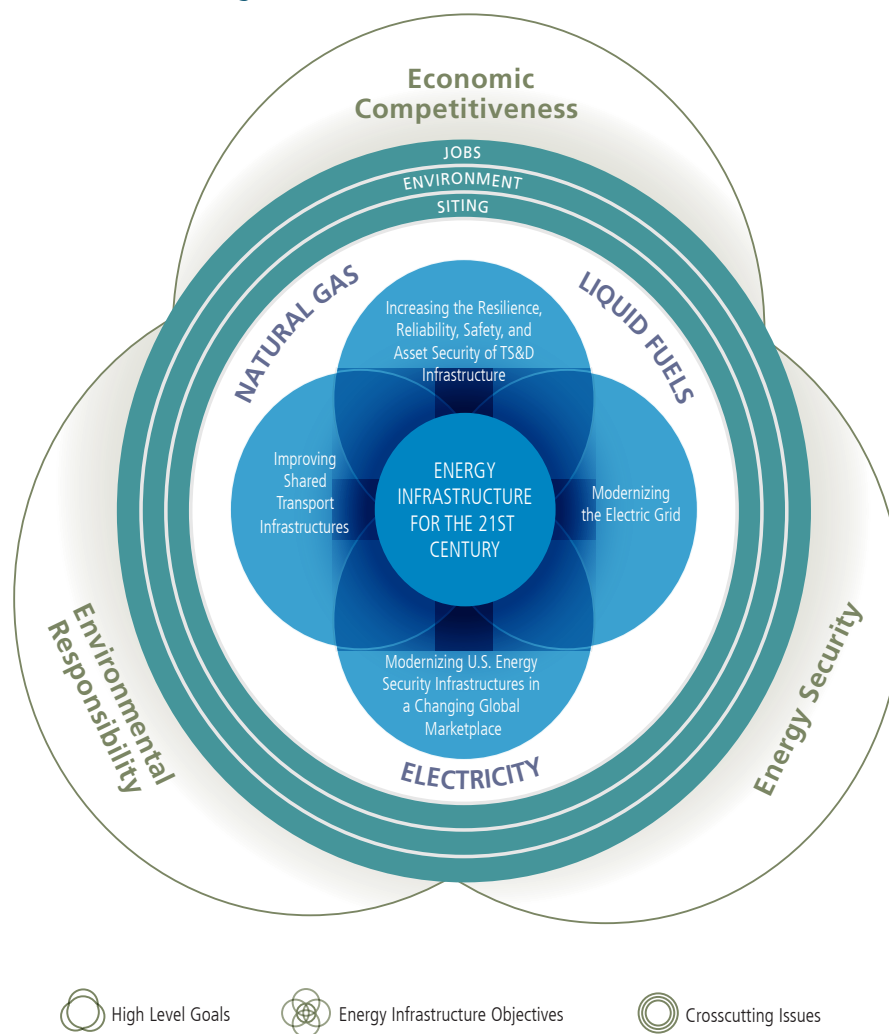 Economic
Competitiveness
JOBS
ENVIRONMENT
SITING
NATURAL GAS
LIQUID FUELS
Increasing the Resilience,
Reliability, Safety, and
Asset Security of TS&D
Infrastructure
Improving
Shared
Transport
Infrastructures
ENERGY
INFRASTRUCTURE
FOR THE 21ST
CENTURY
Modernizing
the Electric Grid
Modernizing U.S. Energy
Security Infrastructures in
a Changing Global
Marketplace
ELECTRICITY
Environmental
Responsibility
Energy Security
High Level Goals
Energy Infrastructure Objectives
Crosscutting Issues